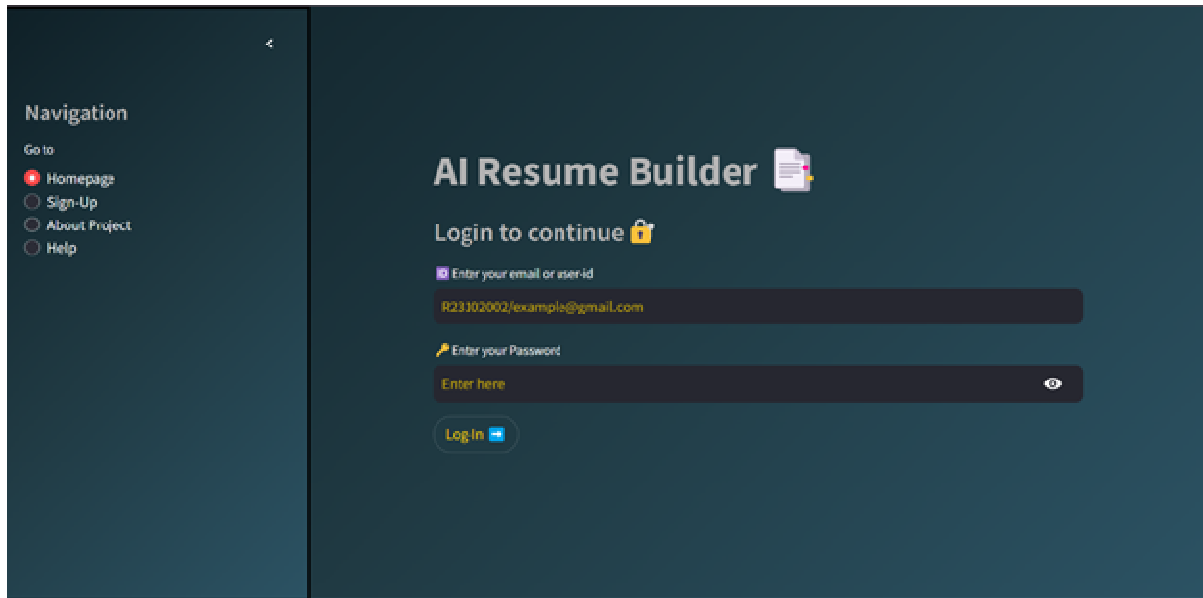 Navigation
Go to
Homepage
Sign-Up
About Project
Help
AI Resume Builder
Login to continue
ID Enter your email or user-id
R23102002/example@gmail.com
Enter your Password
Enter here
Log-In